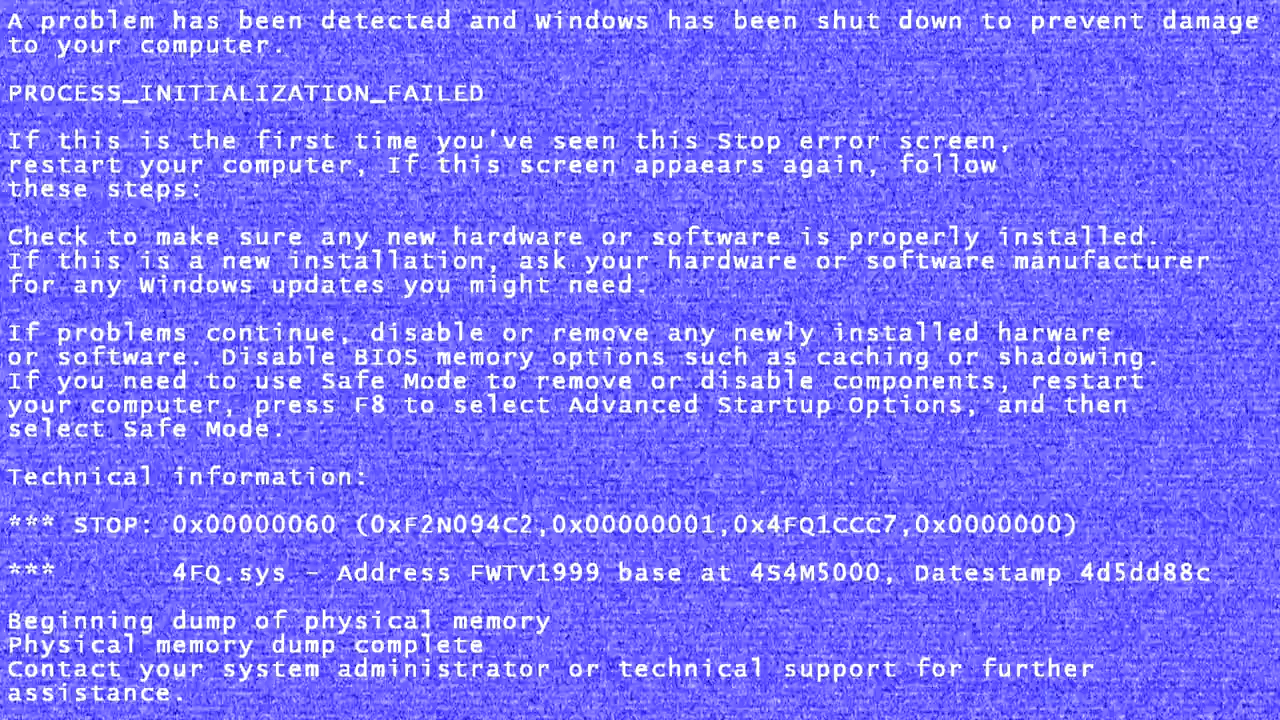 A problem has been detected and Windows has been shut down to prevent damage
to your computer.
PROCESS_INITIALIZATION_FAILED
If this is the first time you've seen this Stop error screen,
restart your computer, If this screen appaears again, follow
these steps:
Check to make sure any new hardware or software is properly installed.
If this is a new installation, ask your hardware or software manufacturer
for any Windows updates you might need.
If problems continue, disable or remove any newly installed harware
or software. Disable BIOS memory options such as caching or shadowing.
If you need to use Safe Mode to remove or disable components, restart
your computer, press F8 to select Advanced Startup Options, and then
select Safe Mode.
Technical information:
*** STOP: 0x00000060 (0xF2N094C2,0x00000001,0x4FQ1CCC7,0x0000000)
*** 4FQ.sys – Address FWTV1999 base at 4S4M5000, Datestamp 4d5dd88c
Beginning dump of physical memory
Physical memory dump complete
Contact your system administrator or technical support for further
assistance.